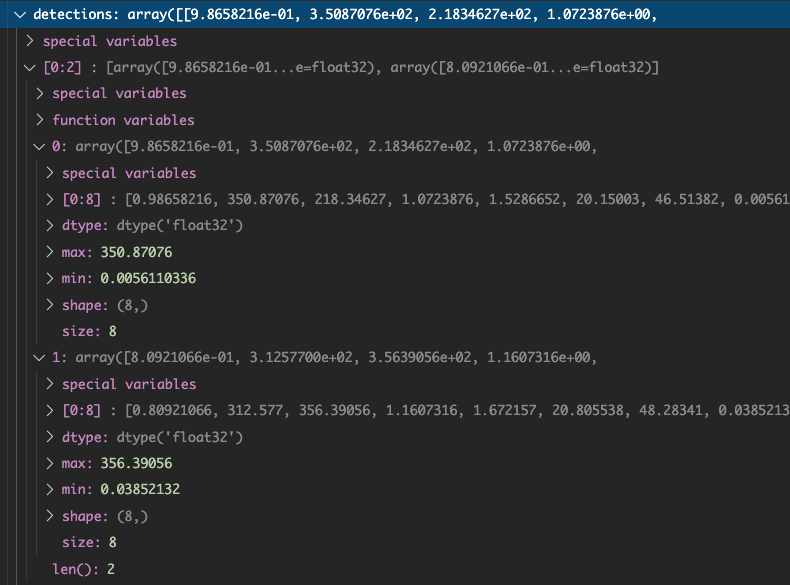 detections: array([[9.8658216e-01, 3.5087076e+02, 2.1834627e+02, 1.0723876e+00,
special variables
[0:2] : [array([9.8658216e-01...e=float32), array([8.0921066e-01...e=float32)]
special variables
function variables
0: array([9.8658216e-01, 3.5087076e+02, 2.1834627e+02, 1.0723876e+00,
special variables
[0:8] : [0.98658216, 350.87076, 218.34627, 1.0723876, 1.5286652, 20.15003, 46.51382, 0.00561
dtype: dtype('float32')
max: 350.87076
min: 0.0056110336
shape: (8,)
size: 8
1: array([8.0921066e-01, 3.1257700e+02, 3.5639056e+02, 1.1607316e+00,
special variables
[0:8] : [0.80921066, 312.577, 356.39056, 1.1607316, 1.672157, 20.805538, 48.28341, 0.0385213
dtype: dtype('float32')
max: 356.39056
min: 0.03852132
shape: (8,)
size: 8
len(): 2